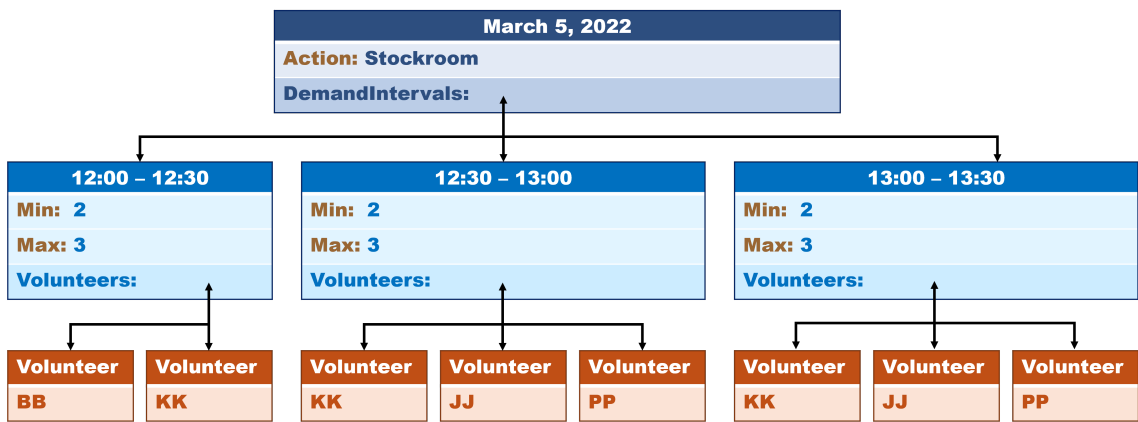 March 5, 2022
Action: Stockroom
DemandIntervals:
12:00 – 12:30
Min: 2
Max: 3
Volunteers:
12:30 – 13:00
Min: 2
Max: 3
Volunteers:
13:00 – 13:30
Min: 2
Max: 3
Volunteers:
Volunteer
BB
Volunteer
KK
Volunteer
KK
Volunteer
JJ
Volunteer
PP
Volunteer
KK
Volunteer
JJ
Volunteer
PP